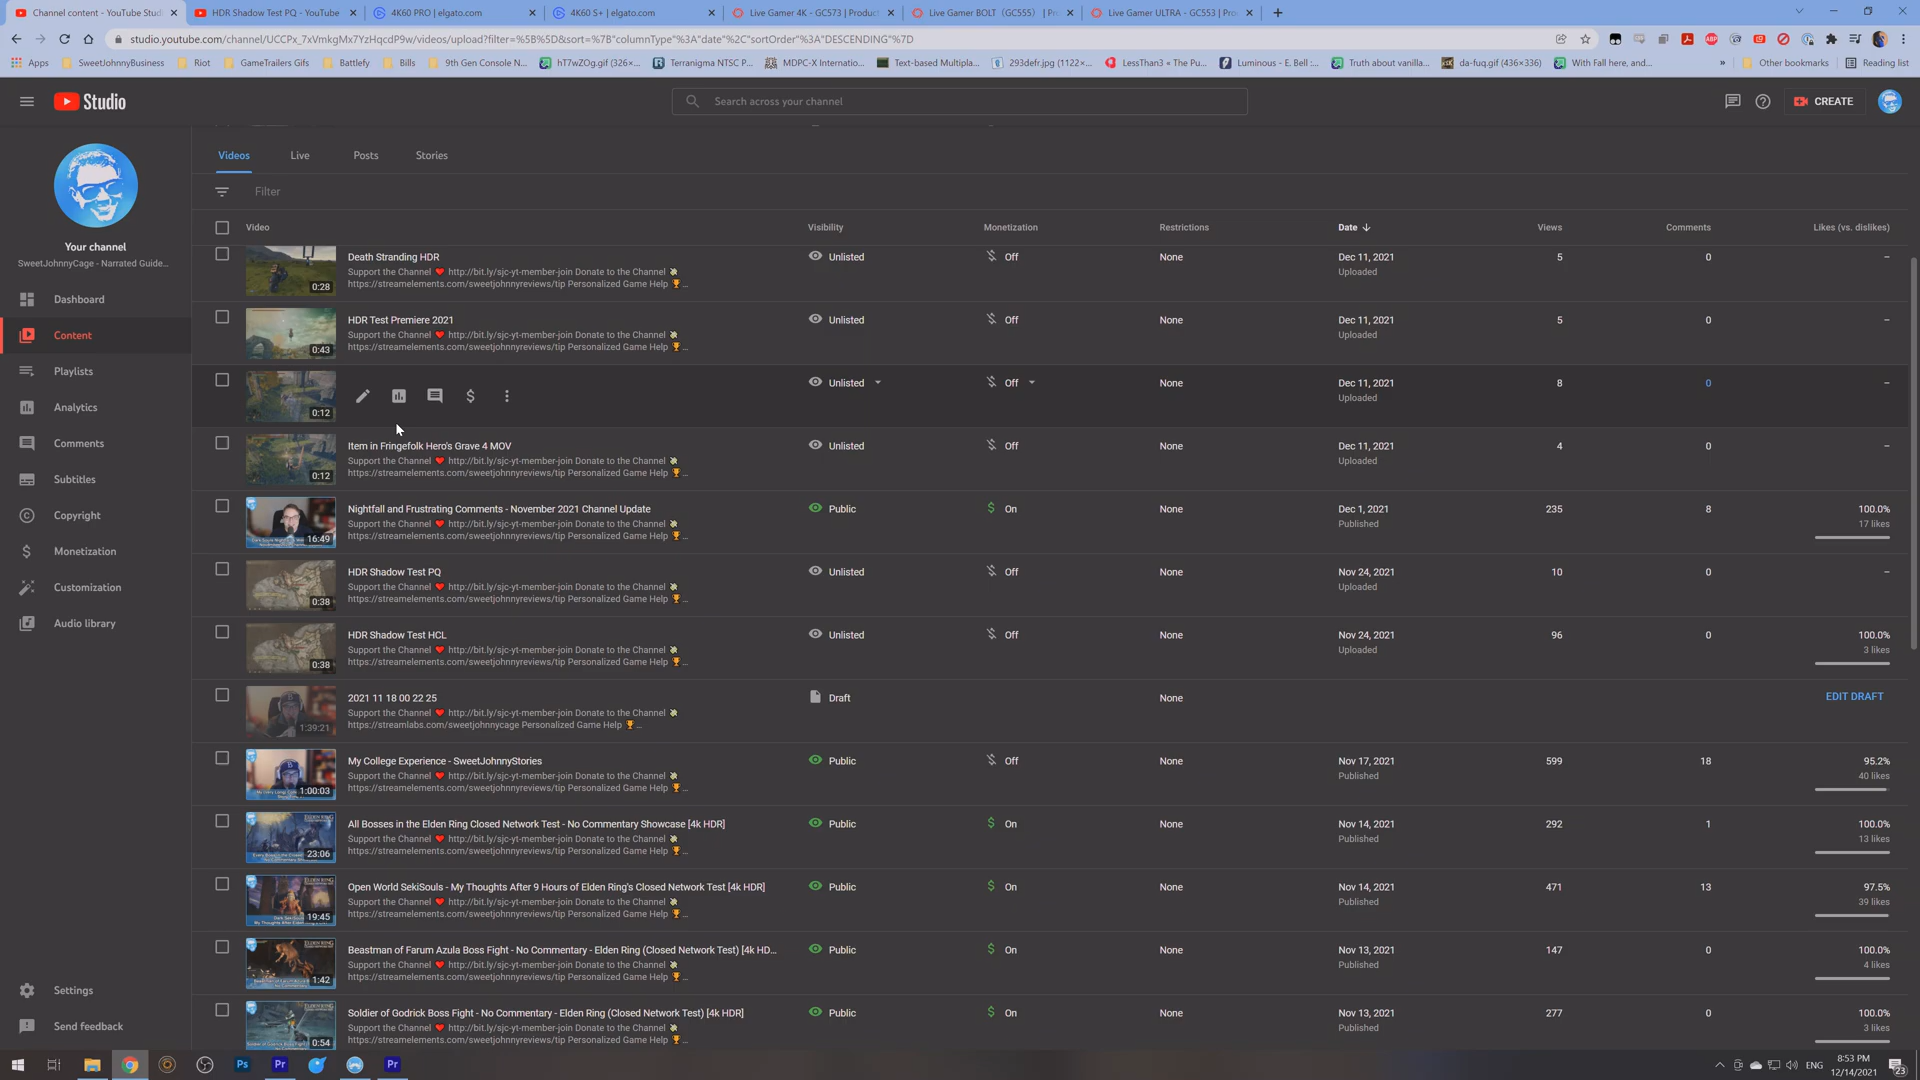 Channel content - YouTube Stud
HDR Shadow Test PQ - YouTube
4K60 PRO | elgato.com
4K60 S+ | elgato.com
Live Gamer 4K - GC573 | Product
Live Gamer BOLT (GC555) | Pro
Live Gamer ULTRA - GC553 | Prod
studio.youtube.com/channel/UCCPx_7xVmkgMx7YzHqcdP9w/videos/upload?filter=%5B%5D&sort=%7B"columnType"%3A"date"%2C"sortOrder"%3A"DESCENDING"%7D
Apps SweetJohnnyBusiness Riot GameTrailers Gifs Battlefy Bills 9th Gen Console N... hT7wZOg.gif (326×... Terranigma NTSC P... MDPC-X Internatio... Text-based Multipla... 293defr.jpg (1122×... LessThan3 « The Pu... Luminous - E. Bell :... Truth about vanilla... da-fuq.gif (436×336) With Fall here, and... » Other bookmarks Reading list
Studio
Search across your channel
CREATE
Videos Live Posts Stories
Filter
Your channel
SweetJohnnyCage - Narrated Guide...
Dashboard
Content
Playlists
Analytics
Comments
Subtitles
Copyright
Monetization
Customization
Audio library
Settings
Send feedback
Video Visibility Monetization Restrictions Date Views Comments Likes (vs. dislikes)
Death Stranding HDR Unlisted Off None Dec 11, 2021 5 0 –
Support the Channel ❤️ http://bit.ly/sjc-yt-member-join Donate to the Channel 💸 Uploaded
0:28 https://streamelements.com/sweetjohnnyreviews/tip Personalized Game Help 🏆...
HDR Test Premiere 2021 Unlisted Off None Dec 11, 2021 5 0 –
Support the Channel ❤️ http://bit.ly/sjc-yt-member-join Donate to the Channel 💸 Uploaded
0:43 https://streamelements.com/sweetjohnnyreviews/tip Personalized Game Help 🏆...
Unlisted Off None Dec 11, 2021 8 0 –
Uploaded
0:12
Item in Fringefolk Hero's Grave 4 MOV Unlisted Off None Dec 11, 2021 4 0 –
Support the Channel ❤️ http://bit.ly/sjc-yt-member-join Donate to the Channel 💸 Uploaded
0:12 https://streamelements.com/sweetjohnnyreviews/tip Personalized Game Help 🏆...
Nightfall and Frustrating Comments - November 2021 Channel Update Public On None Dec 1, 2021 235 8 100.0%
Support the Channel ❤️ http://bit.ly/sjc-yt-member-join Donate to the Channel 💸 Published 17 likes
16:49 https://streamelements.com/sweetjohnnyreviews/tip Personalized Game Help 🏆...
HDR Shadow Test PQ Unlisted Off None Nov 24, 2021 10 0 –
Support the Channel ❤️ http://bit.ly/sjc-yt-member-join Donate to the Channel 💸 Uploaded
0:38 https://streamelements.com/sweetjohnnyreviews/tip Personalized Game Help 🏆...
HDR Shadow Test HCL Unlisted Off None Nov 24, 2021 96 0 100.0%
Support the Channel ❤️ http://bit.ly/sjc-yt-member-join Donate to the Channel 💸 Uploaded 3 likes
0:38 https://streamelements.com/sweetjohnnyreviews/tip Personalized Game Help 🏆...
2021 11 18 00 22 25 Draft None EDIT DRAFT
Support the Channel ❤️ http://bit.ly/sjc-yt-member-join Donate to the Channel 💸
1:39:21 https://streamlabs.com/sweetjohnnycage Personalized Game Help 🏆...
My College Experience - SweetJohnnyStories Public Off None Nov 17, 2021 599 18 95.2%
Support the Channel ❤️ http://bit.ly/sjc-yt-member-join Donate to the Channel 💸 Published 40 likes
1:00:03 https://streamelements.com/sweetjohnnyreviews/tip Personalized Game Help 🏆...
All Bosses in the Elden Ring Closed Network Test - No Commentary Showcase [4k HDR] Public On None Nov 14, 2021 292 1 100.0%
Support the Channel ❤️ http://bit.ly/sjc-yt-member-join Donate to the Channel 💸 Published 13 likes
23:06 https://streamelements.com/sweetjohnnyreviews/tip Personalized Game Help 🏆...
Open World SekiSouls - My Thoughts After 9 Hours of Elden Ring's Closed Network Test [4k HDR] Public On None Nov 14, 2021 471 13 97.5%
Support the Channel ❤️ http://bit.ly/sjc-yt-member-join Donate to the Channel 💸 Published 39 likes
19:45 https://streamelements.com/sweetjohnnyreviews/tip Personalized Game Help 🏆...
Beastman of Farum Azula Boss Fight - No Commentary - Elden Ring (Closed Network Test) [4k HD... Public On None Nov 13, 2021 147 0 100.0%
Support the Channel ❤️ http://bit.ly/sjc-yt-member-join Donate to the Channel 💸 Published 4 likes
1:42 https://streamelements.com/sweetjohnnyreviews/tip Personalized Game Help 🏆...
Soldier of Godrick Boss Fight - No Commentary - Elden Ring (Closed Network Test) [4k HDR] Public On None Nov 13, 2021 277 0 100.0%
Support the Channel ❤️ http://bit.ly/sjc-yt-member-join Donate to the Channel 💸 Published 3 likes
0:54 https://streamelements.com/sweetjohnnyreviews/tip Personalized Game Help 🏆...
Ps Pr Pr ENG 8:53 PM
12/14/2021 23